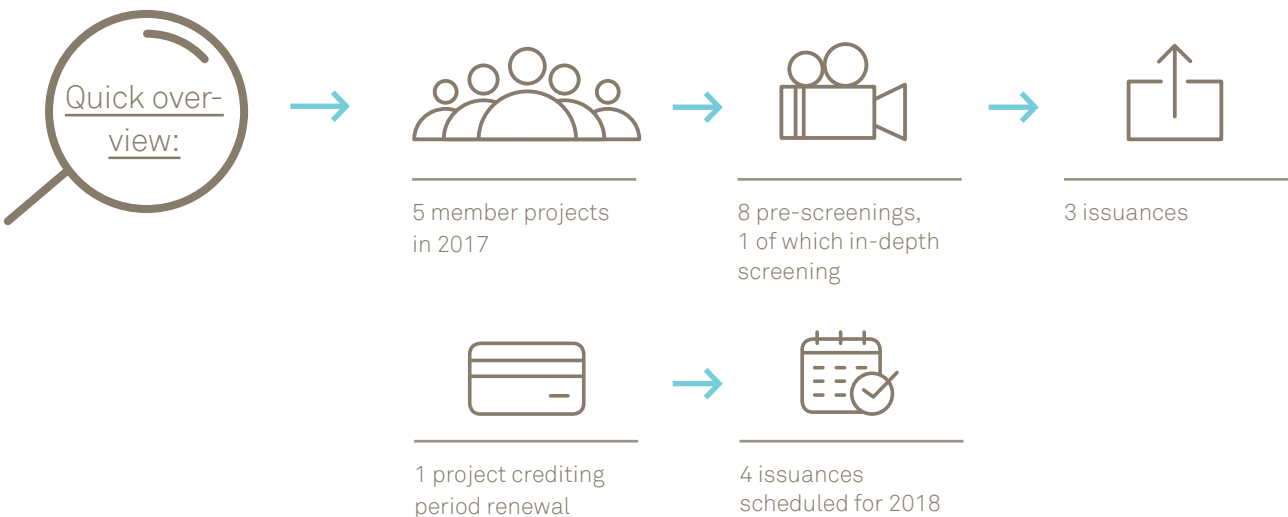 Quick over-
view:
5 member projects
in 2017
8 pre-screenings,
1 of which in-depth
screening
3 issuances
1 project crediting
period renewal
4 issuances
scheduled for 2018